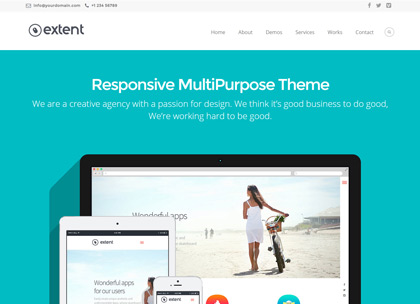 info@yourdomain.com +1 234 56789
extent
Home About Demos Services Works Contact
Responsive MultiPurpose Theme
We are a creative agency with a passion for design. We think it's good business to do good,
We're working hard to be good.
Wonderful apps
extent
Wonderful apps
for our users